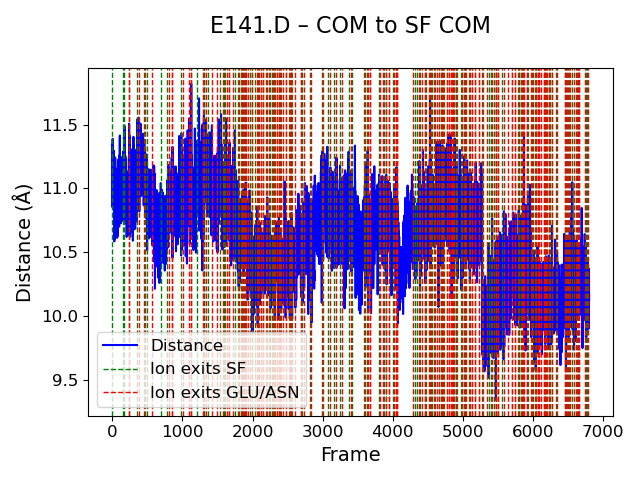 E141.D – COM to SF COM
Distance (Å)
11.5
11.0
10.5
10.0
9.5
Distance
Ion exits SF
Ion exits GLU/ASN
0 1000 2000 3000 4000 5000 6000 7000
Frame